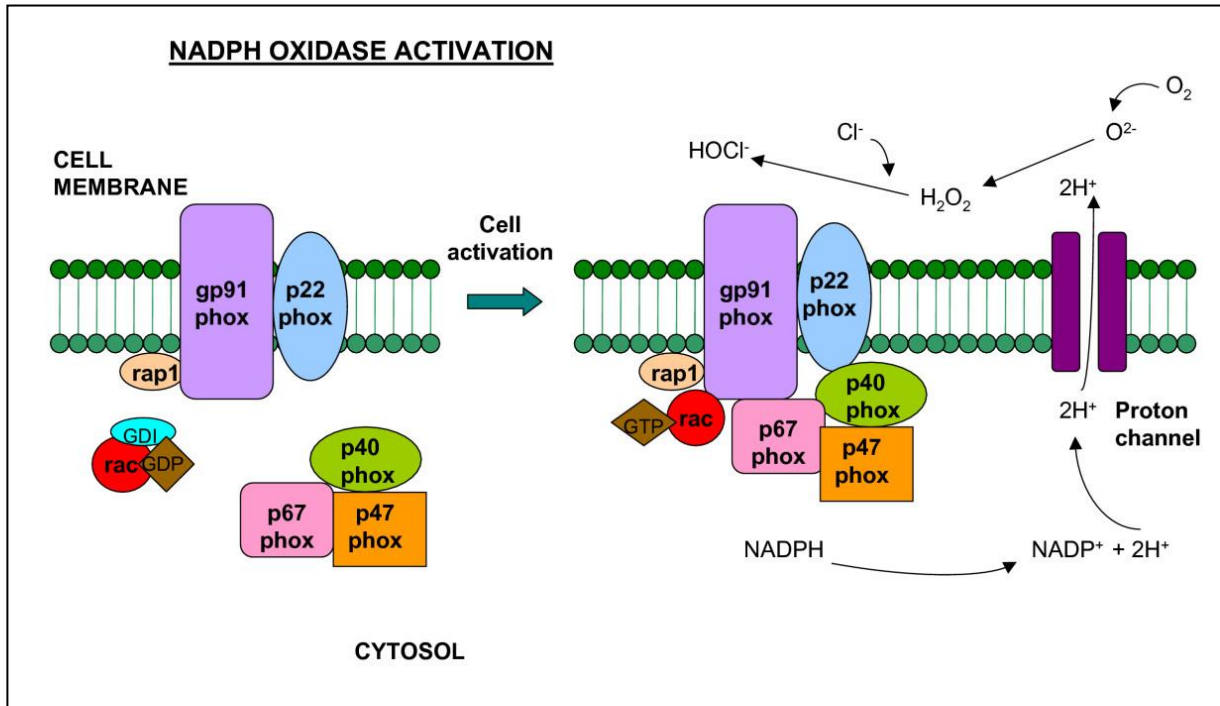 NADPH OXIDASE ACTIVATION
CELL
MEMBRANE
gp91
phox
p22
phox
rap1
GDI
rac
GDP
p40
phox
p67
phox
p47
phox
Cell
activation
O₂
O²⁻
Cl⁻
HOCl⁻
H₂O₂
2H⁺
gp91
phox
p22
phox
rap1
GTP
rac
p40
phox
p67
phox
p47
phox
2H⁺
Proton
channel
NADPH
NADP⁺ + 2H⁺
CYTOSOL